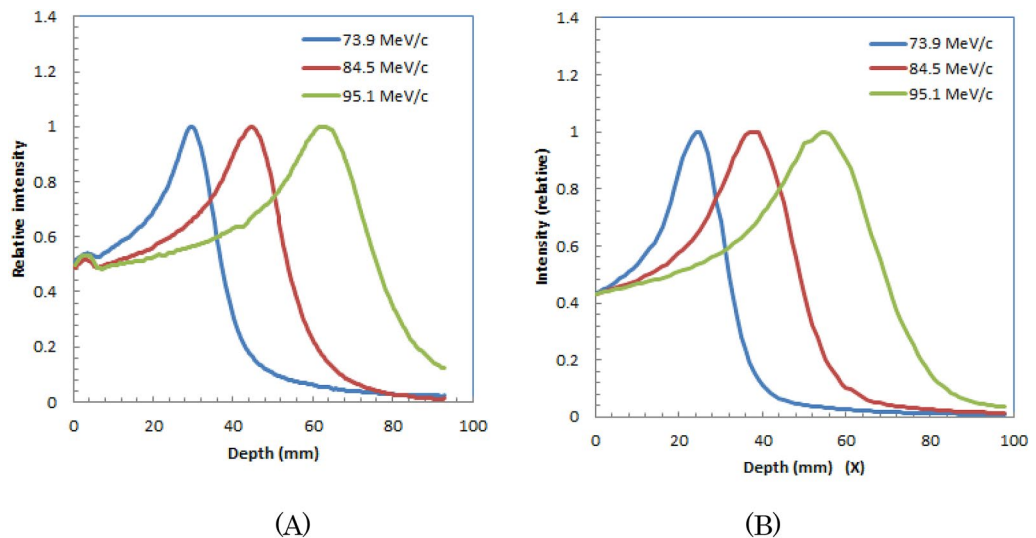 1.4
1.2
1
0.8
0.6
0.4
0.2
0
0 20 40 60 80 100
Relative intensity
Depth (mm)
73.9 MeV/c
84.5 MeV/c
95.1 MeV/c
(A)
1.4
1.2
1
0.8
0.6
0.4
0.2
0
0 20 40 60 80 100
Intensity (relative)
Depth (mm) (X)
73.9 MeV/c
84.5 MeV/c
95.1 MeV/c
(B)